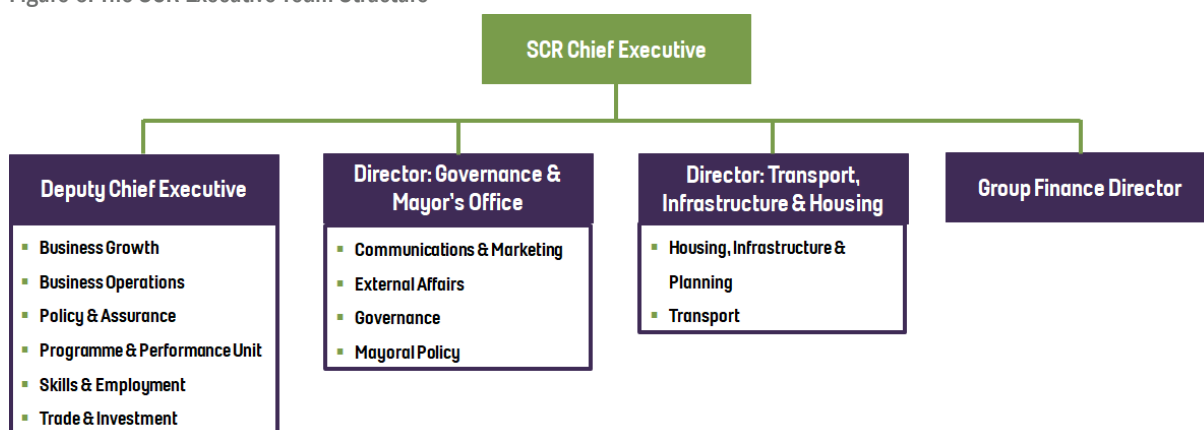 SCR Chief Executive
Deputy Chief Executive
Business Growth
Business Operations
Policy & Assurance
Programme & Performance Unit
Skills & Employment
Trade & Investment
Director: Governance &
Mayor's Office
Communications & Marketing
External Affairs
Governance
Mayoral Policy
Director: Transport,
Infrastructure & Housing
Housing, Infrastructure &
Planning
Transport
Group Finance Director